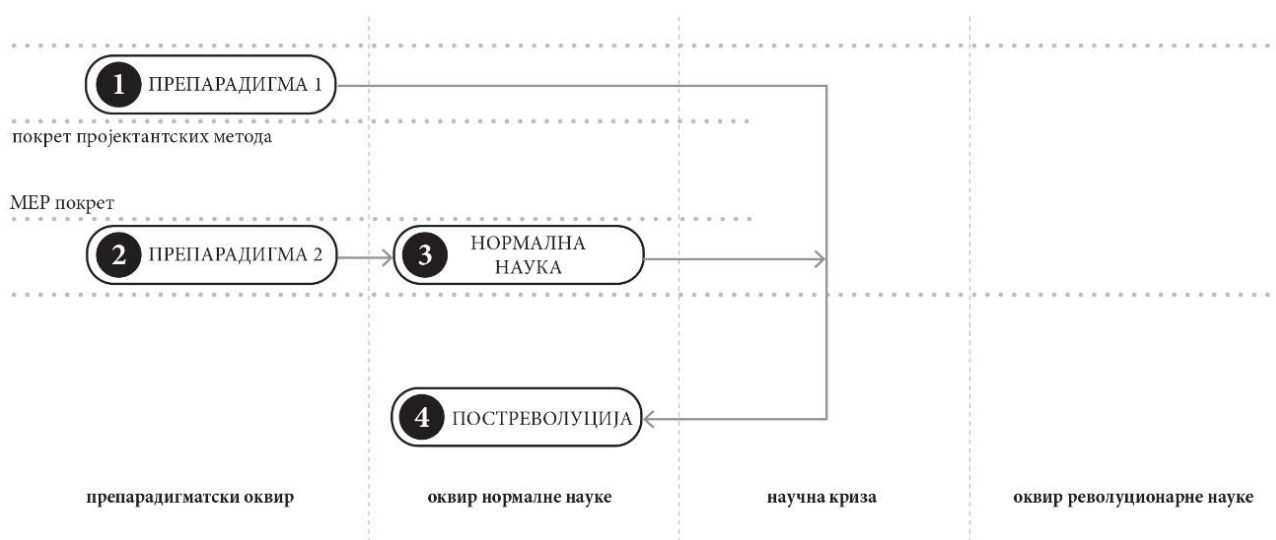 1 ПРЕПАРАДИГМА 1
покрет пројектантских метода
МЕР покрет
2 ПРЕПАРАДИГМА 2
3 НОРМАЛНА
НАУКА
4 ПОСТРЕВОЛУЦИЈА
препарадигматски оквир
оквир нормалне науке
научна криза
оквир револуционарне науке